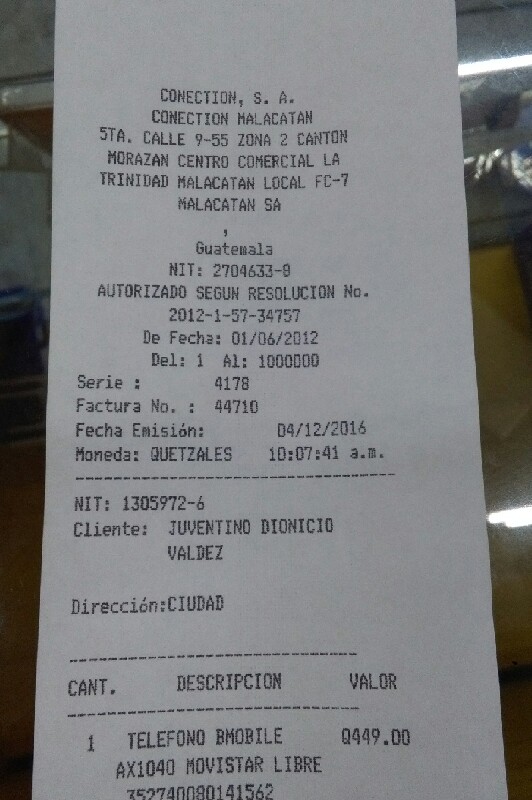 CONECTION, S. A.
CONECTION MALACATAN
5TA. CALLE 9-55 ZONA 2 CANTON
MORAZAN CENTRO COMERCIAL LA
TRINIDAD MALACATAN LOCAL FC-7
MALACATAN SA
,
Guatemala
NIT: 2704633-8
AUTORIZADO SEGUN RESOLUCION No.
2012-1-57-34757
De Fecha: 01/06/2012
Del: 1 Al: 1000000
Serie : 4178
Factura No. : 44710
Fecha Emisión: 04/12/2016
Moneda: QUETZALES 10:07:41 a.m.
NIT: 1305972-6
Cliente: JUVENTINO DIONICIO
VALDEZ
Dirección:CIUDAD
CANT. DESCRIPCION VALOR
1 TELEFONO BMOBILE Q449.00
AX1040 MOVISTAR LIBRE
352740080141562